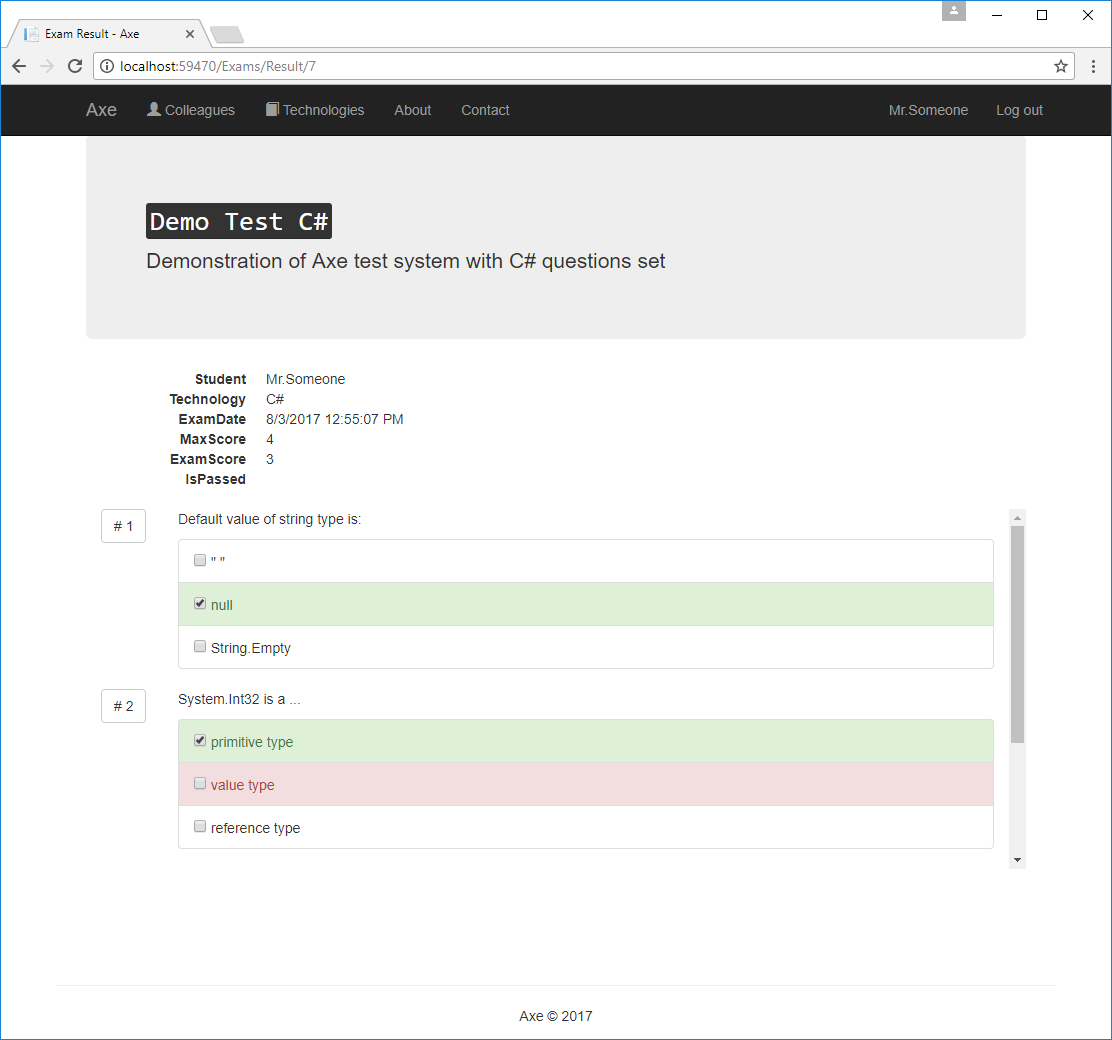 Exam Result - Axe
localhost:59470/Exams/Result/7
Axe Colleagues Technologies About Contact Mr.Someone Log out
Demo Test C#
Demonstration of Axe test system with C# questions set
Student Mr.Someone
Technology C#
ExamDate 8/3/2017 12:55:07 PM
MaxScore 4
ExamScore 3
IsPassed
# 1 Default value of string type is:
" "
null
String.Empty
# 2 System.Int32 is a ...
primitive type
value type
reference type
Axe © 2017